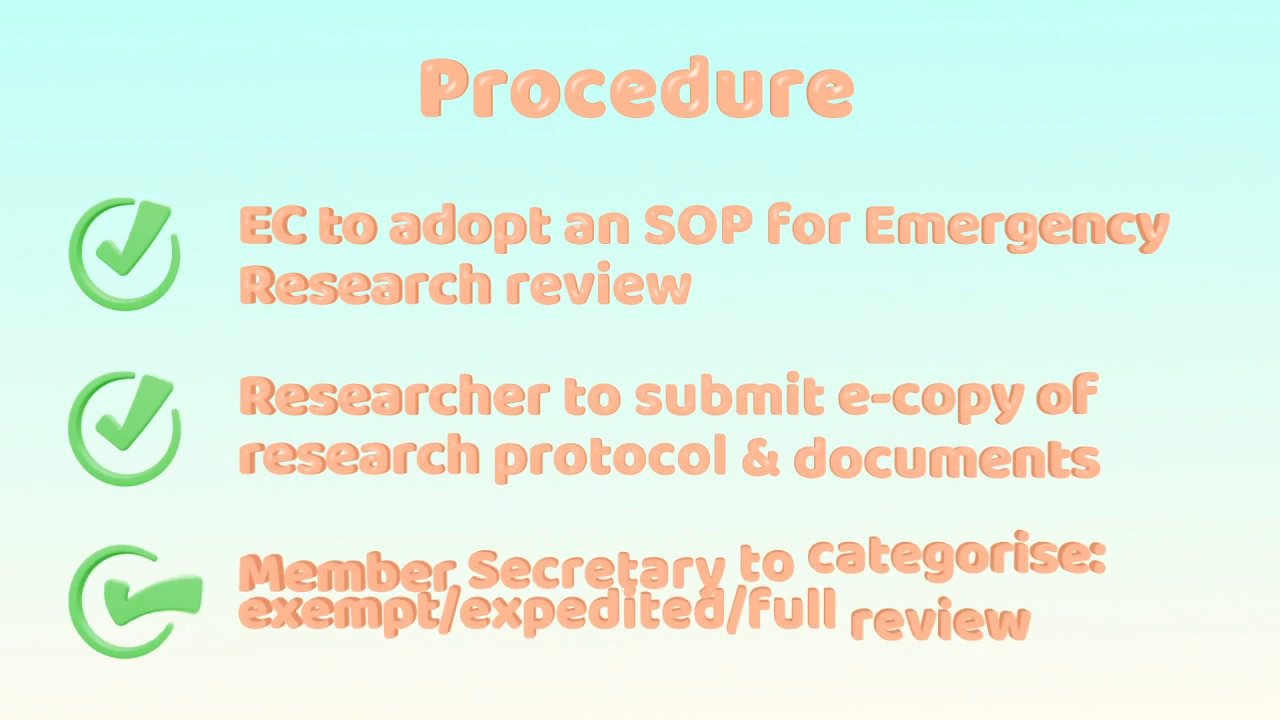 Procedure
EC to adopt an SOP for Emergency
Research review
Researcher to submit e-copy of
research protocol & documents
Member Secretary to categorise:
exempt/expedited/full review